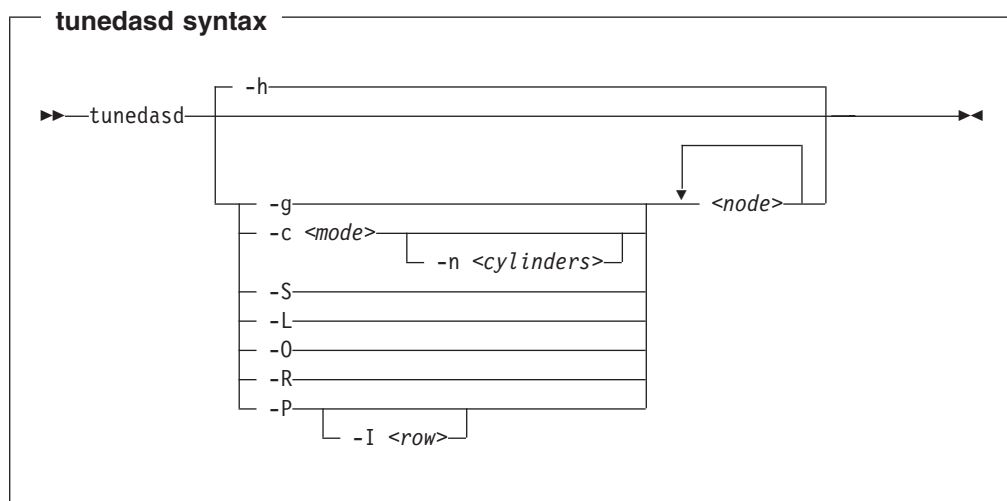 tunedasd syntax
-h
tunedasd
-g <node>
-c <mode>
-n <cylinders>
-S
-L
-O
-R
-P
-I <row>